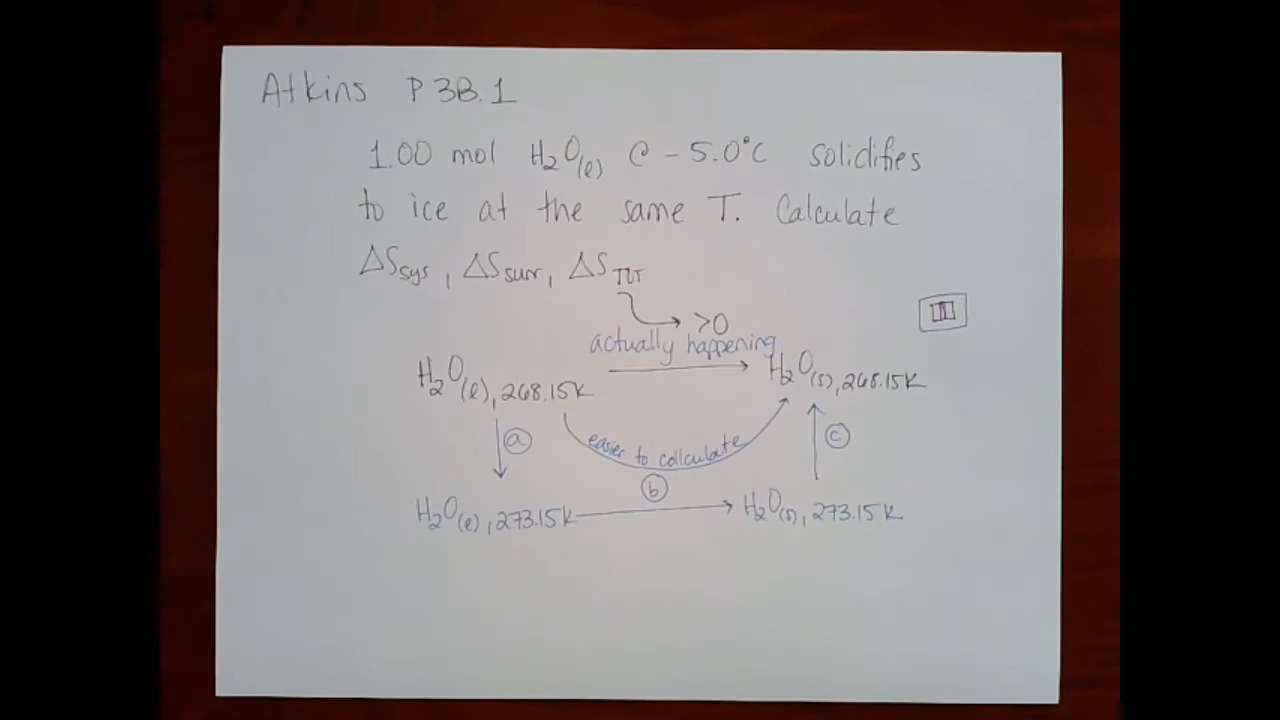 Atkins P3B.1
1.00 mol H₂O(l) @ -5.0°C solidifies
to ice at the same T. Calculate
ΔSsys, ΔSsurr, ΔSTOT
>0
actually happening
H₂O(l), 268.15K → H₂O(s), 268.15K
ⓐ easier to calculate ⓒ
ⓑ
H₂O(l), 273.15K → H₂O(s), 273.15K